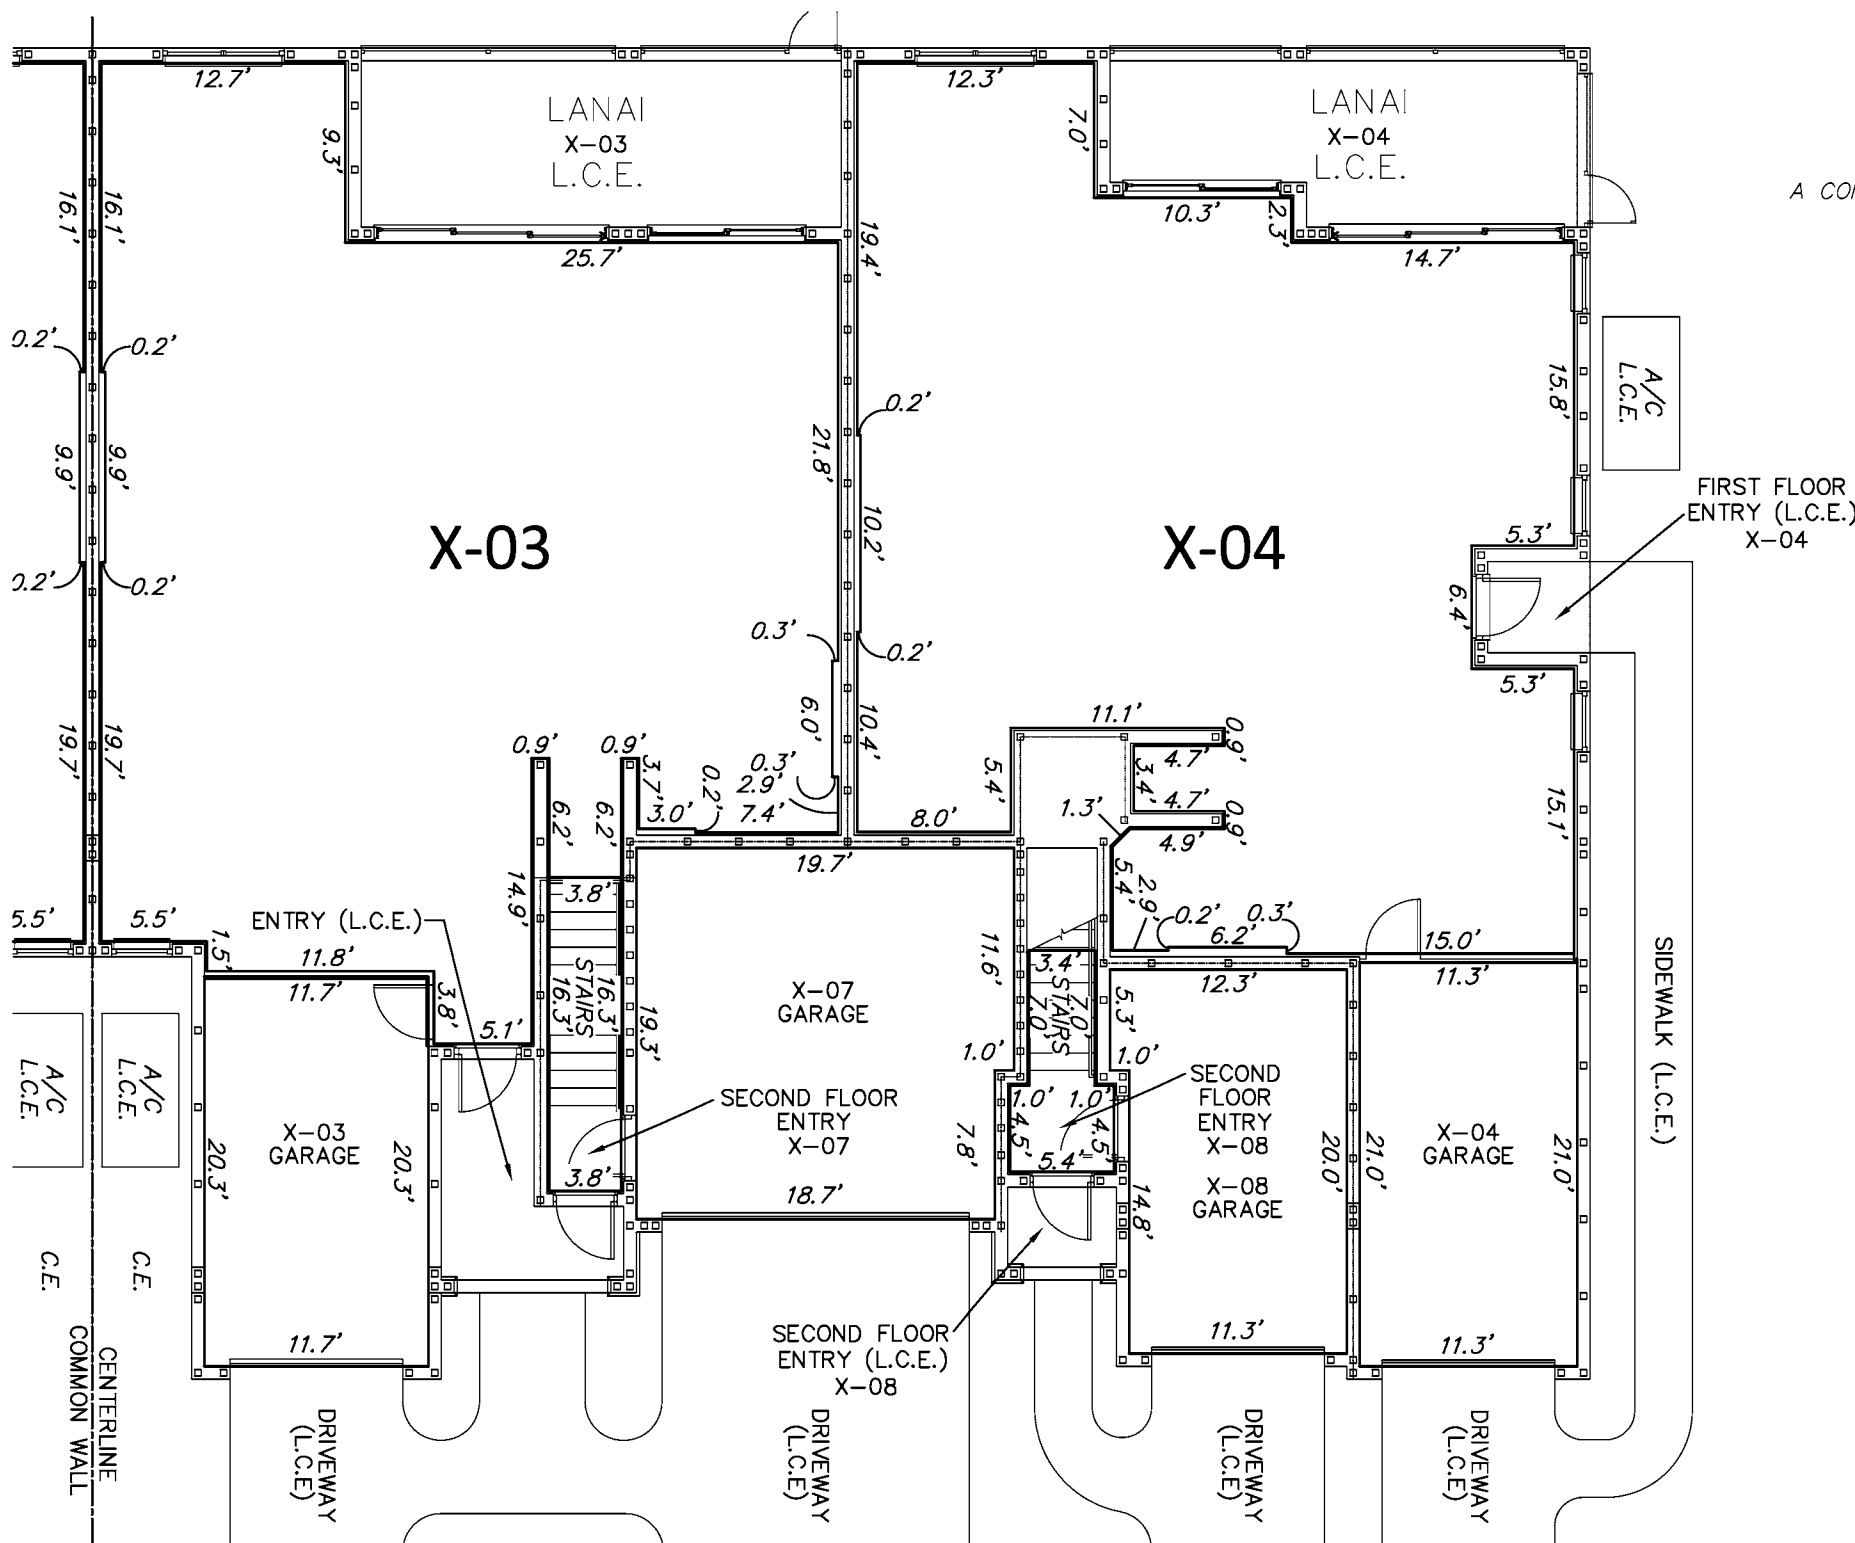 12.7'
12.3'
LANAI
X-03
L.C.E.
LANAI
X-04
L.C.E.
9.3'
7.0'
A CO
16.1'
16.1'
10.3'
2.3'
19.4'
25.7'
14.7'
0.2'
0.2'
15.8'
A/C
L.C.E.
0.2'
21.8'
9.9'
9.9'
FIRST FLOOR
ENTRY (L.C.E.)
X-04
10.2'
5.3'
X-03
X-04
0.2'
0.2'
6.4'
0.3'
0.2'
5.3'
6.0'
10.4'
11.1'
0.9'
19.7'
19.7'
0.9'
0.9'
3.7'
0.3'
2.9'
0.2'
4.7'
5.4'
3.4'
4.7'
0.9'
15.1'
6.2'
6.2'
3.0'
7.4'
8.0'
1.3'
4.9'
19.7'
5.4'
2.9'
14.9'
3.8'
5.5'
5.5'
ENTRY (L.C.E.)
0.2'
0.3'
6.2'
15.0'
1.5'
11.8'
11.6'
3.4'
11.7'
12.3'
11.3'
3.8'
5.1'
16.3'
STAIRS
16.3'
19.3'
X-07
GARAGE
7.0'
STAIRS
7.0'
5.3'
SIDEWALK (L.C.E.)
1.0'
1.0'
A/C
L.C.E.
A/C
L.C.E.
SECOND FLOOR
ENTRY
X-07
1.0'
1.0'
SECOND
FLOOR
ENTRY
X-08
X-03
GARAGE
X-04
GARAGE
20.3'
20.3'
7.8'
4.5'
4.5'
5.4'
20.0'
21.0'
21.0'
3.8'
18.7'
14.8'
X-08
GARAGE
C.E.
C.E.
11.7'
SECOND FLOOR
ENTRY (L.C.E.)
X-08
11.3'
11.3'
CENTERLINE
COMMON WALL
DRIVEWAY
(L.C.E)
DRIVEWAY
(L.C.E)
DRIVEWAY
(L.C.E)
DRIVEWAY
(L.C.E)